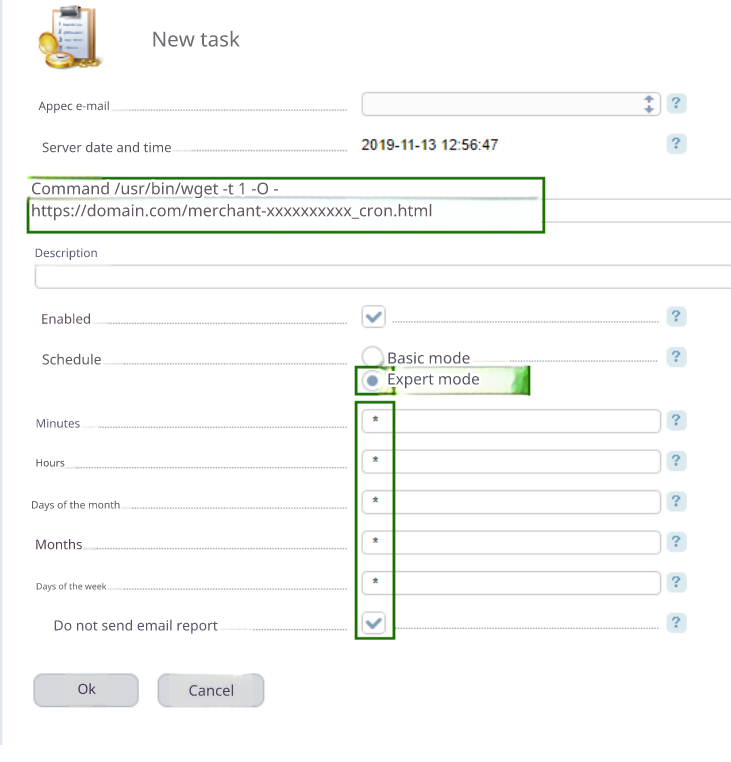 New task
Appec e-mail ?
Server date and time 2019-11-13 12:56:47 ?
Command /usr/bin/wget -t 1 -O -
https://domain.com/merchant-xxxxxxxxxx_cron.html
Description
Enabled ?
Schedule Basic mode ?
Expert mode
Minutes * ?
Hours * ?
Days of the month * ?
Months * ?
Days of the week * ?
Do not send email report ?
Ok Cancel